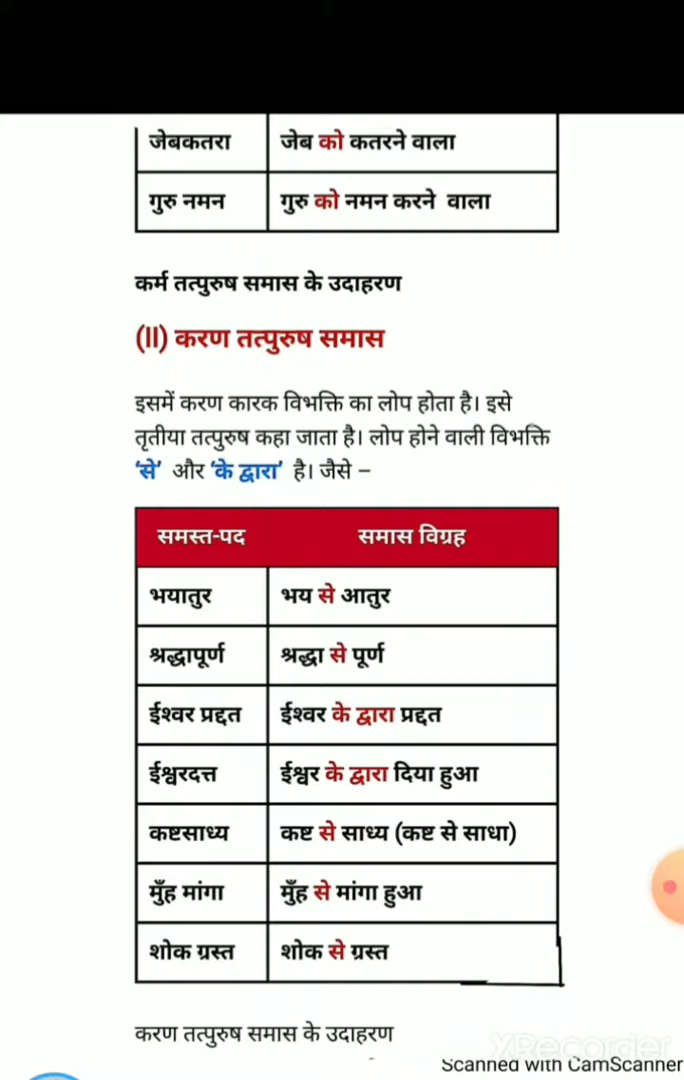 जेबकतरा जेब को कतरने वाला
गुरु नमन गुरु को नमन करने वाला
कर्म तत्पुरुष समास के उदाहरण
(II) करण तत्पुरुष समास
इसमें करण कारक विभक्ति का लोप होता है। इसे
तृतीया तत्पुरुष कहा जाता है। लोप होने वाली विभक्ति
'से' और 'के द्वारा' है। जैसे –
समस्त-पद समास विग्रह
भयातुर भय से आतुर
श्रद्धापूर्ण श्रद्धा से पूर्ण
ईश्वर प्रद्दत ईश्वर के द्वारा प्रद्दत
ईश्वरदत्त ईश्वर के द्वारा दिया हुआ
कष्टसाध्य कष्ट से साध्य (कष्ट से साधा)
मुँह मांगा मुँह से मांगा हुआ
शोक ग्रस्त शोक से ग्रस्त
करण तत्पुरुष समास के उदाहरण
XRecorder
Scanned with CamScanner